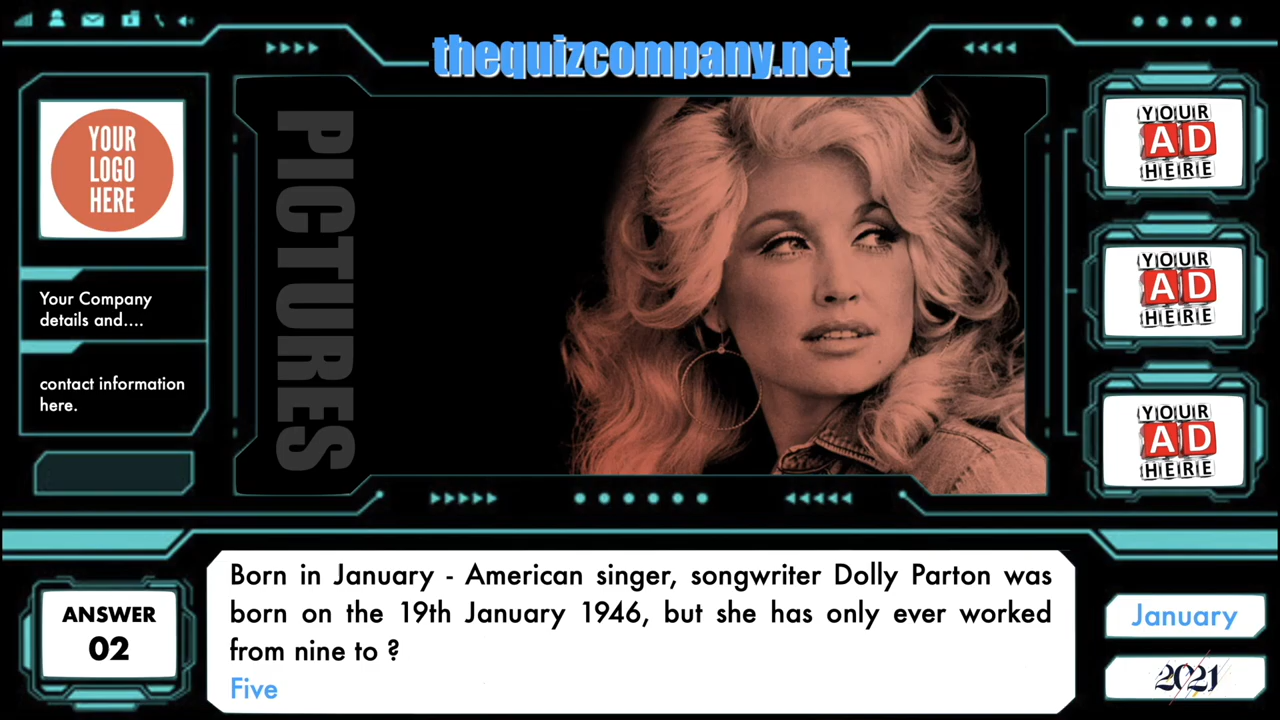 thequizcompany.net
YOUR
LOGO
HERE
Your Company
details and....
contact information
here.
PICTURES
YOUR
AD
HERE
YOUR
AD
HERE
YOUR
AD
HERE
ANSWER
02
Born in January - American singer, songwriter Dolly Parton was
born on the 19th January 1946, but she has only ever worked
from nine to ?
Five
January
2021